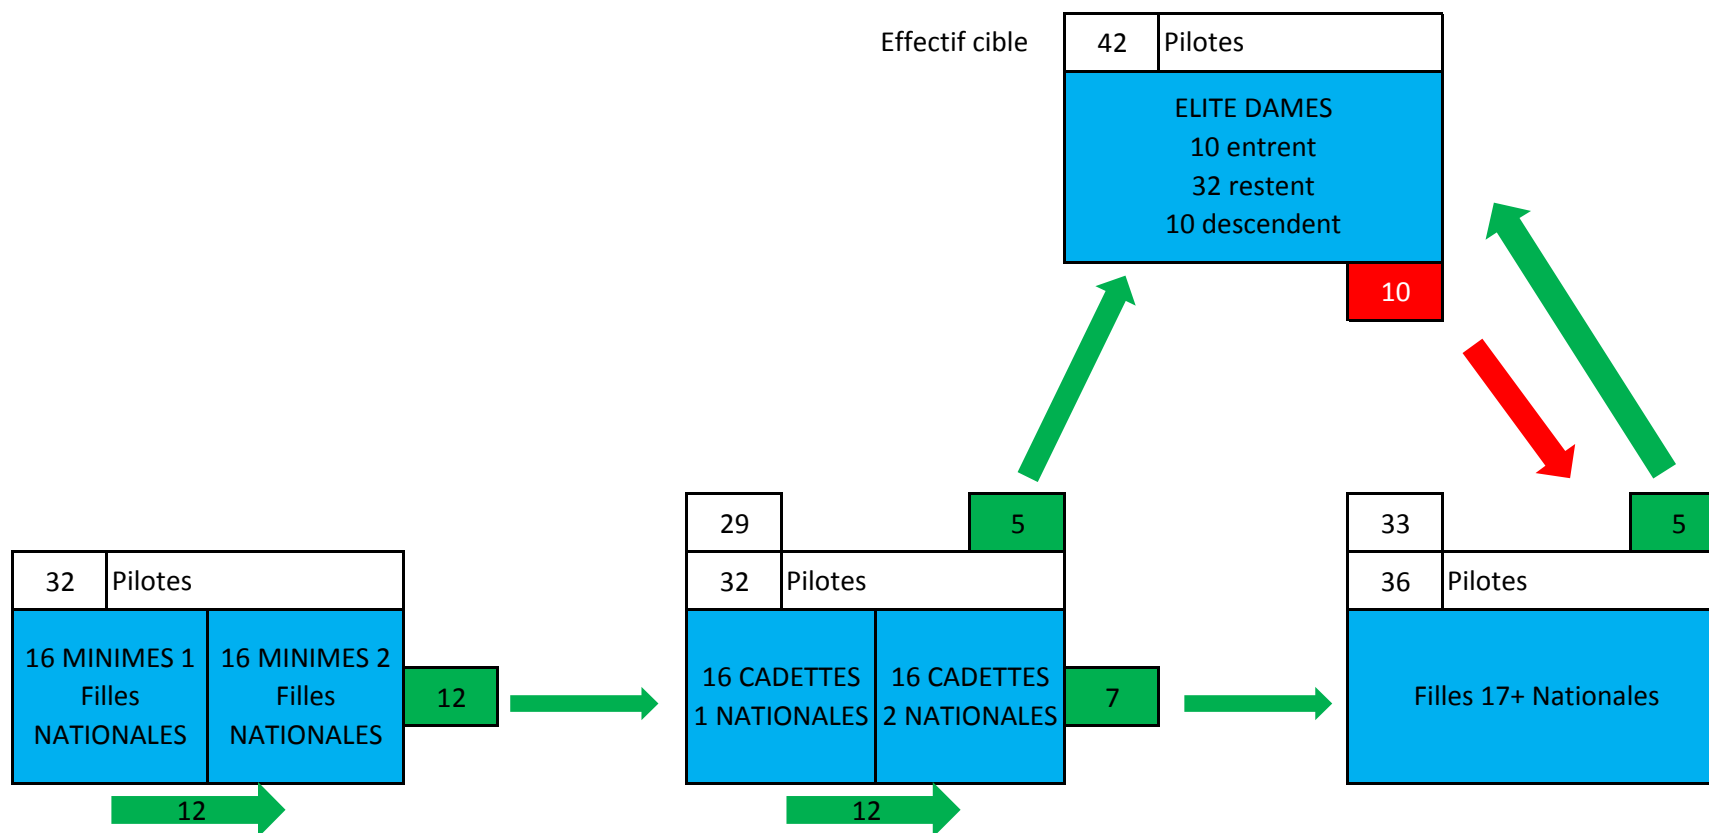 Effectif cible
42
Pilotes
ELITE DAMES
10 entrent
32 restent
10 descendent
10
29
5
33
5
32
Pilotes
32
Pilotes
36
Pilotes
16 MINIMES 1
Filles
NATIONALES
16 MINIMES 2
Filles
NATIONALES
12
16 CADETTES
1 NATIONALES
16 CADETTES
2 NATIONALES
7
Filles 17+ Nationales
12
12